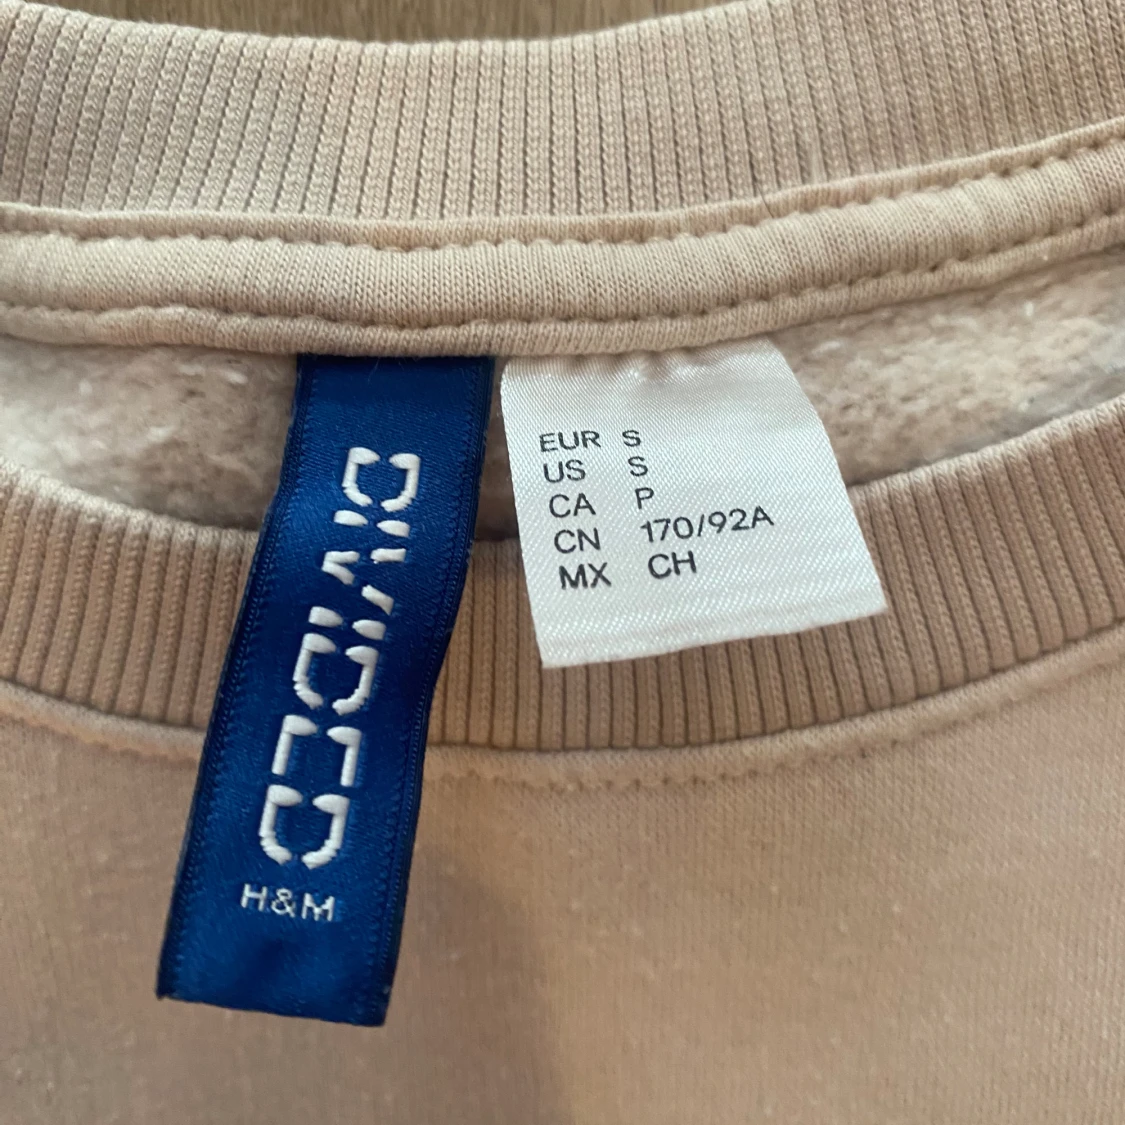 DIVIDED
H&M
EUR S
US S
CA P
CN 170/92A
MX CH